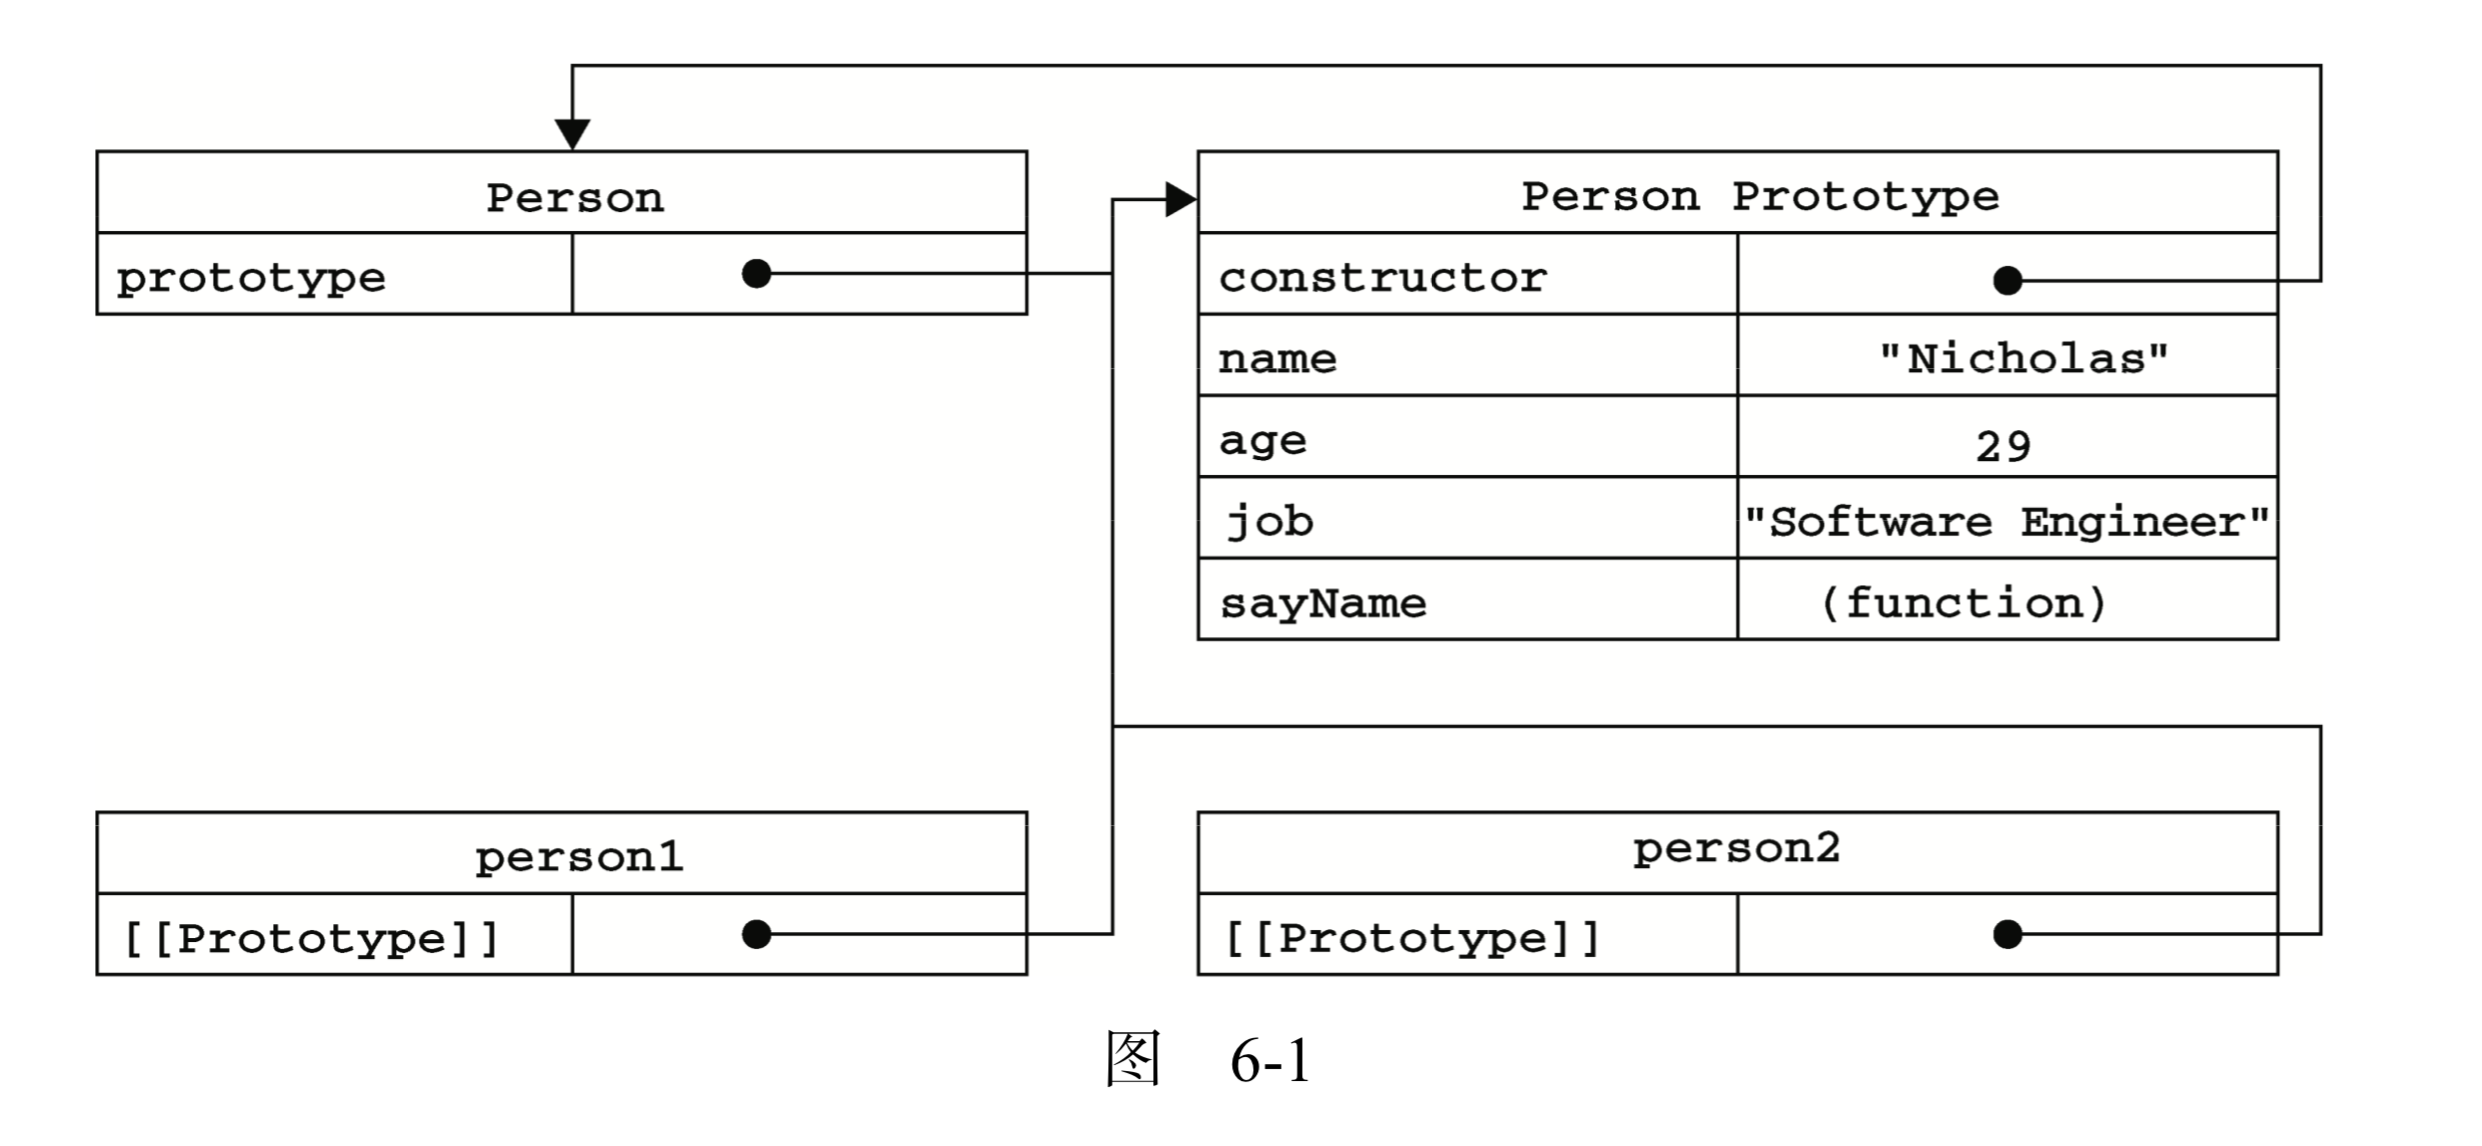 Person
prototype
Person Prototype
constructor
name "Nicholas"
age 29
job "Software Engineer"
sayName (function)
person1
[[Prototype]]
person2
[[Prototype]]
图 6-1